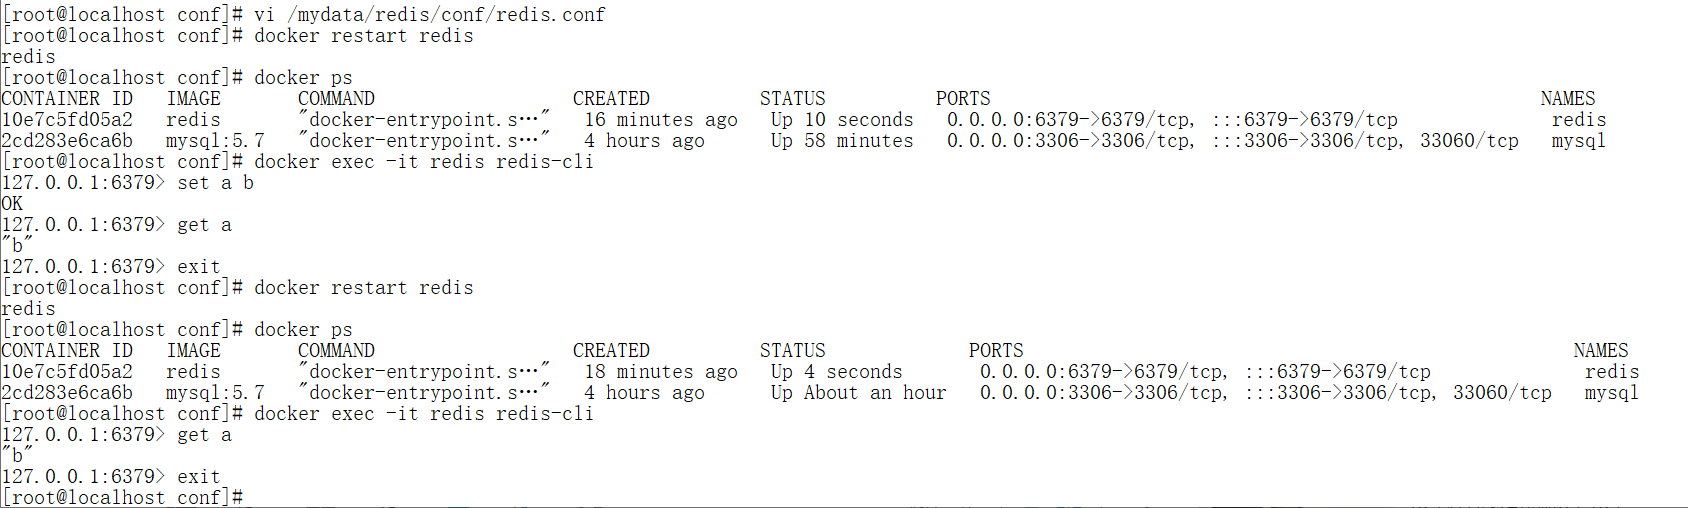 [root@localhost conf]# vi /mydata/redis/conf/redis.conf
[root@localhost conf]# docker restart redis
redis
[root@localhost conf]# docker ps
CONTAINER ID   IMAGE       COMMAND                  CREATED          STATUS          PORTS                                                  NAMES
10e7c5fd05a2   redis       "docker-entrypoint.s…"   16 minutes ago   Up 10 seconds   0.0.0.0:6379->6379/tcp, :::6379->6379/tcp              redis
2cd283e6ca6b   mysql:5.7   "docker-entrypoint.s…"   4 hours ago      Up 58 minutes   0.0.0.0:3306->3306/tcp, :::3306->3306/tcp, 33060/tcp   mysql
[root@localhost conf]# docker exec -it redis redis-cli
127.0.0.1:6379> set a b
OK
127.0.0.1:6379> get a
"b"
127.0.0.1:6379> exit
[root@localhost conf]# docker restart redis
redis
[root@localhost conf]# docker ps
CONTAINER ID   IMAGE       COMMAND                  CREATED          STATUS             PORTS                                                  NAMES
10e7c5fd05a2   redis       "docker-entrypoint.s…"   18 minutes ago   Up 4 seconds       0.0.0.0:6379->6379/tcp, :::6379->6379/tcp              redis
2cd283e6ca6b   mysql:5.7   "docker-entrypoint.s…"   4 hours ago      Up About an hour   0.0.0.0:3306->3306/tcp, :::3306->3306/tcp, 33060/tcp   mysql
[root@localhost conf]# docker exec -it redis redis-cli
127.0.0.1:6379> get a
"b"
127.0.0.1:6379> exit
[root@localhost conf]#